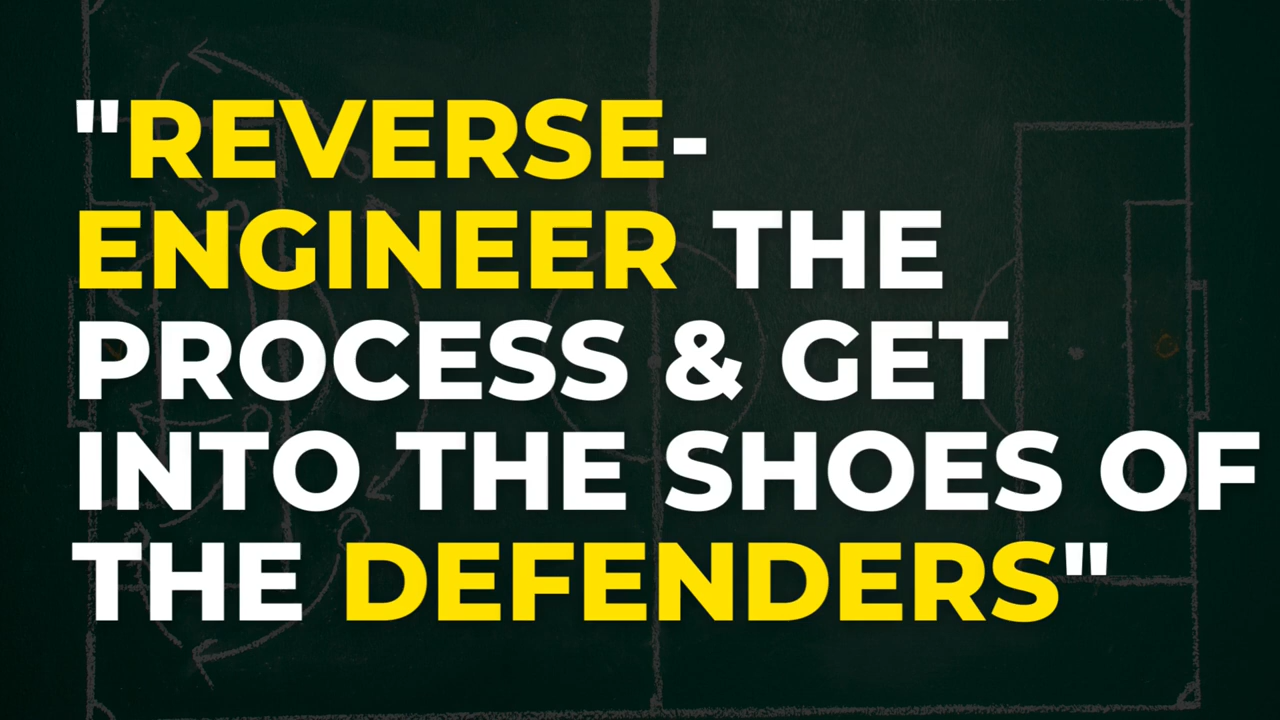 "REVERSE-
ENGINEER THE
PROCESS & GET
INTO THE SHOES OF
THE DEFENDERS"